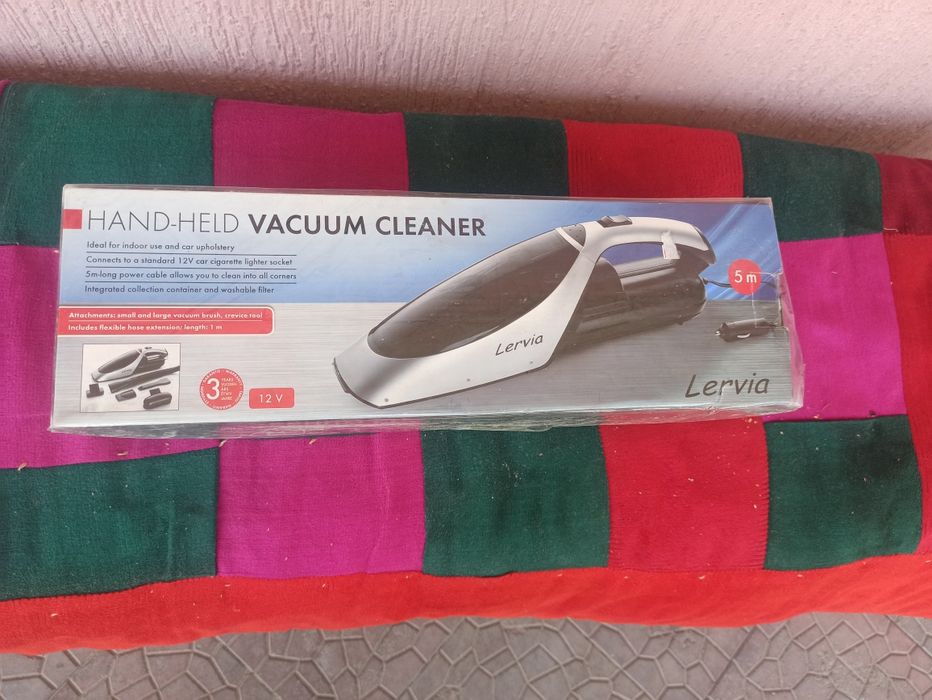 HAND-HELD VACUUM CLEANER
Ideal for indoor use and car upholstery
Connects to a standard 12V car cigarette lighter socket
5m-long power cable allows you to clean into all corners
Integrated collection container and washable filter
Attachments: small and large vacuum brush, crevice tool
Includes flexible hose extension; length: 1 m
3
YEARS
12 V
Lervia
5 m
Lervia